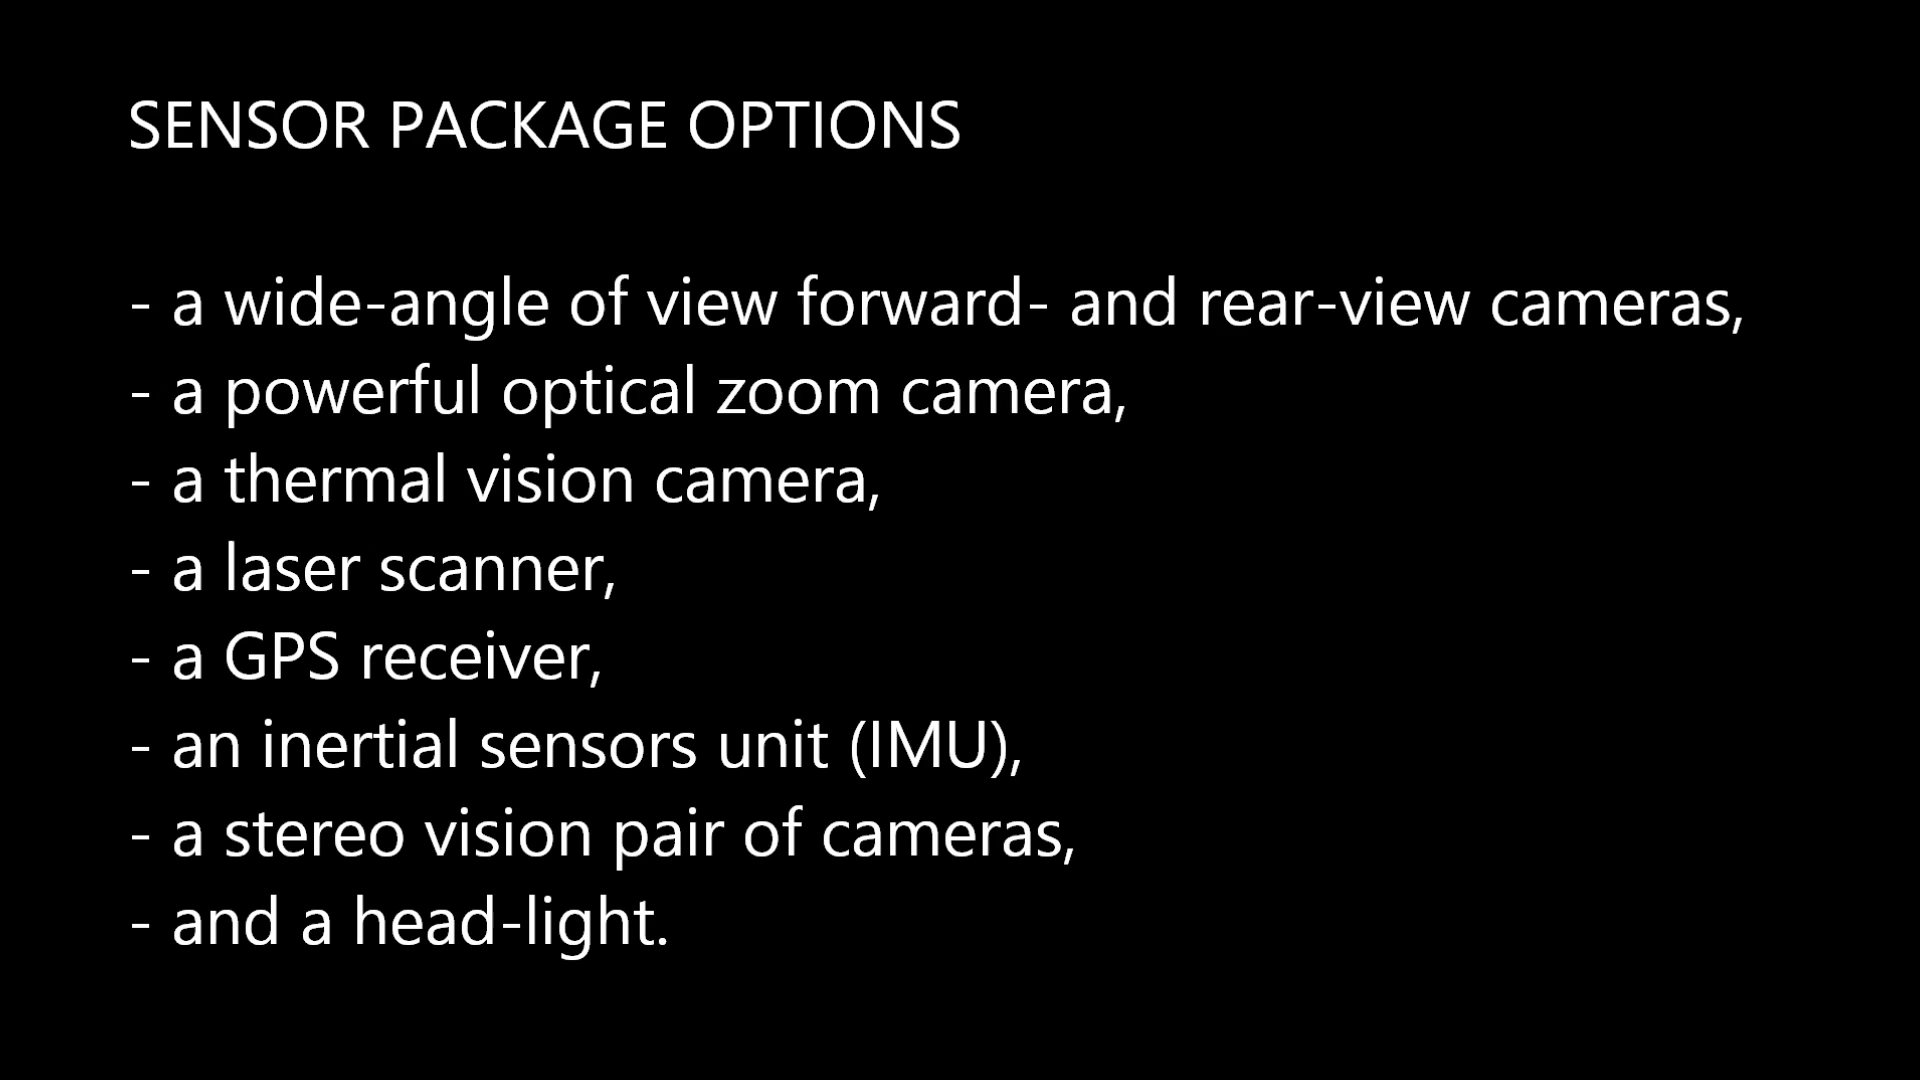 SENSOR PACKAGE OPTIONS
- a wide-angle of view forward- and rear-view cameras,
- a powerful optical zoom camera,
- a thermal vision camera,
- a laser scanner,
- a GPS receiver,
- an inertial sensors unit (IMU),
- a stereo vision pair of cameras,
- and a head-light.